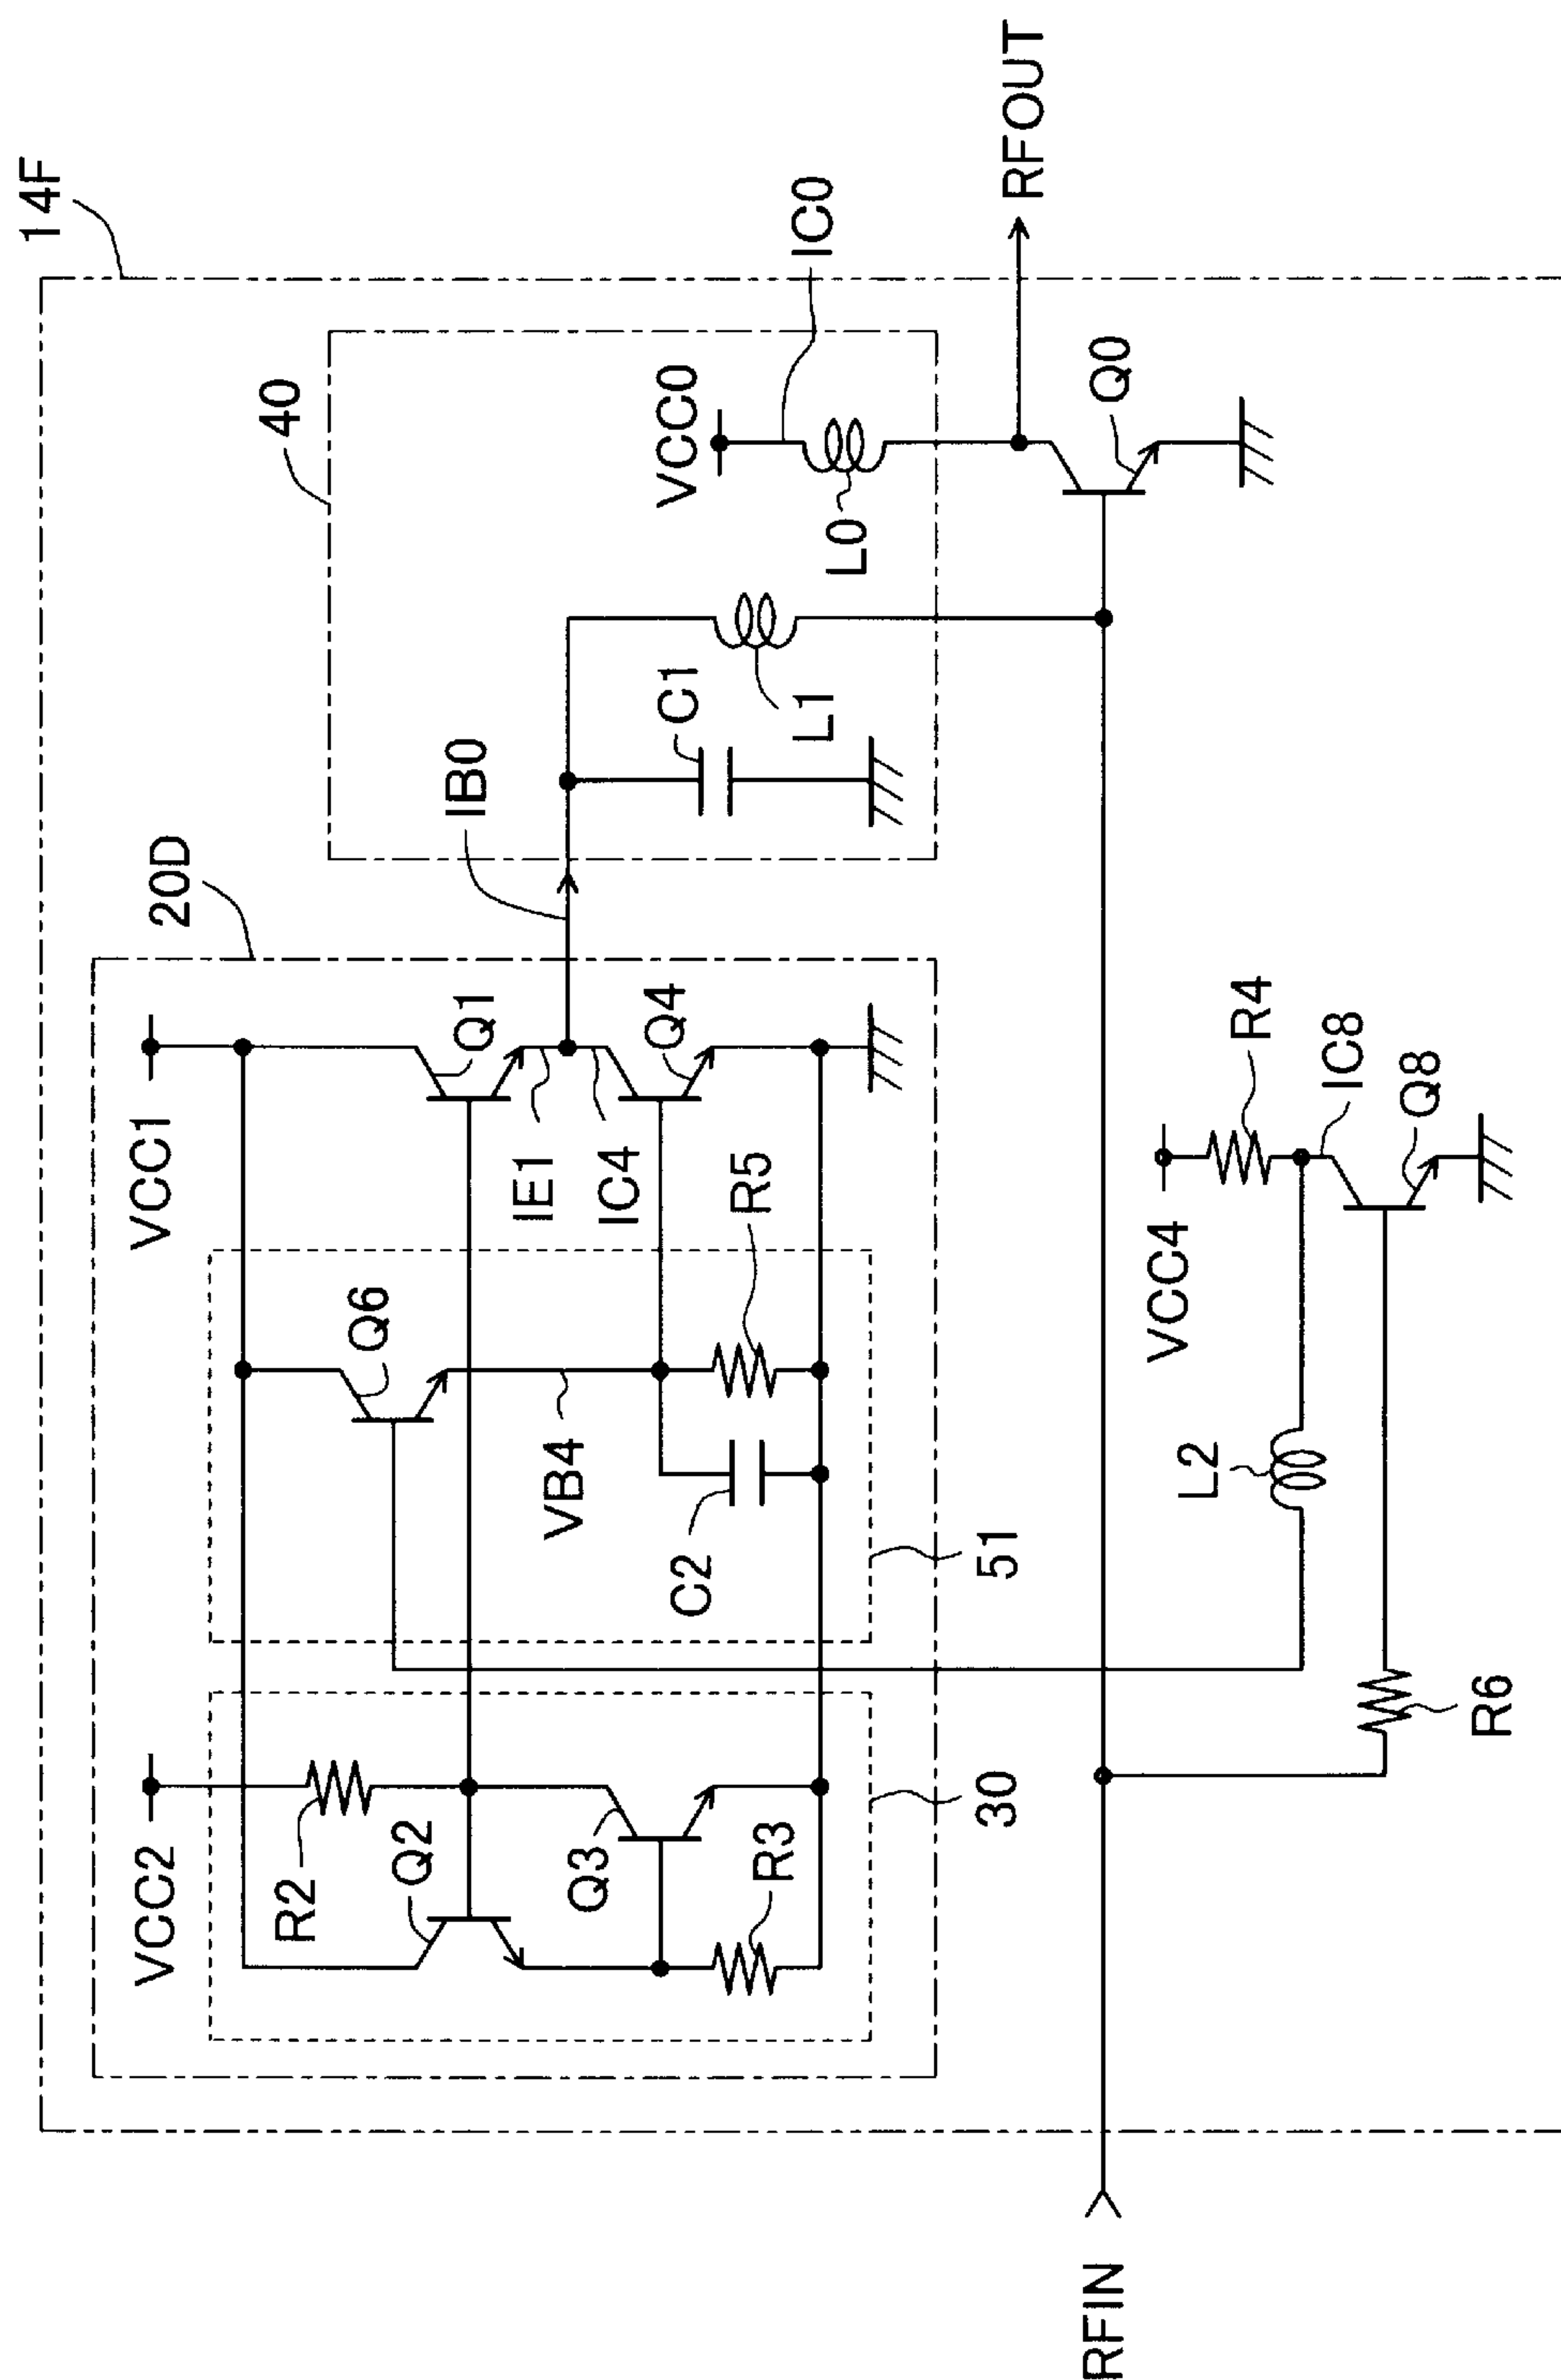 14F
20D
40
VCC2
VCC1
R2
Q2
Q6
Q1
IB0
VCC0
IC0
Q3
VB4
IE1
IC4
Q4
C1
R3
C2
R5
L1
L0
RFOUT
30
51
RFIN
Q0
VCC4
R4
L2
IC8
Q8
R6